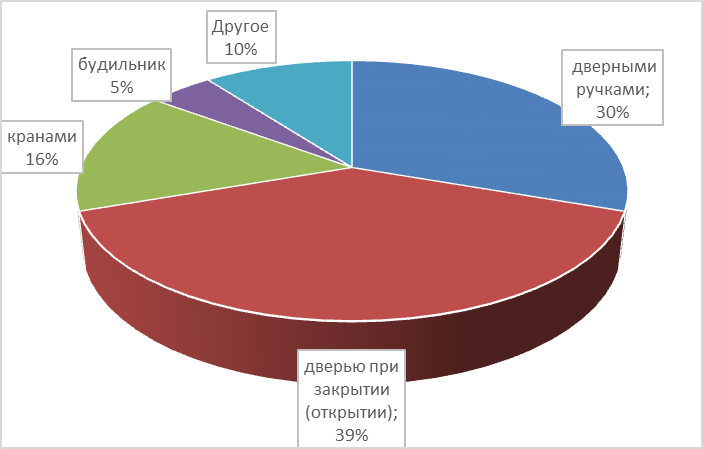 Другое
10%
будильник
5%
кранами
16%
дверными
ручками;
30%
дверью при
закрытии
(открытии);
39%